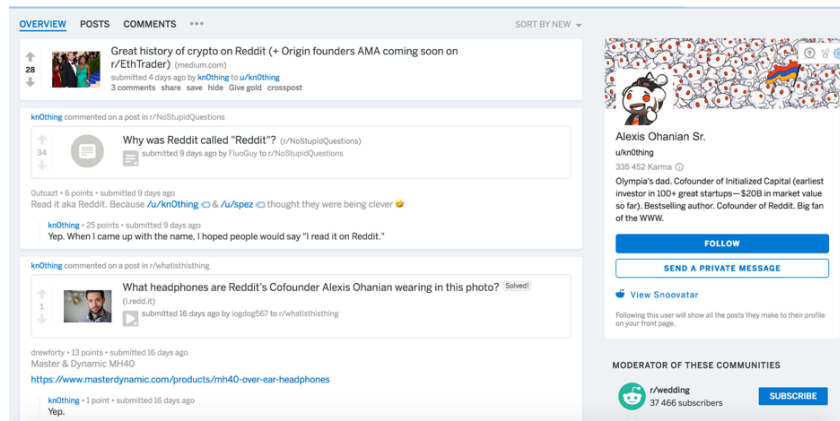 OVERVIEW POSTS COMMENTS
SORT BY NEW
28
Great history of crypto on Reddit (+ Origin founders AMA coming soon on
r/EthTrader) (medium.com)
submitted 4 days ago by kn0thing to u/kn0thing
3 comments share save hide Give gold crosspost
kn0thing commented on a post in r/NoStupidQuestions
34
Why was Reddit called "Reddit"? (r/NoStupidQuestions)
submitted 9 days ago by FluoGuy to r/NoStupidQuestions
Outcazt • 6 points • submitted 9 days ago
Read it aka Reddit. Because /u/kn0thing & /u/spez thought they were being clever
kn0thing • 25 points • submitted 9 days ago
Yep. When I came up with the name, I hoped people would say "I read it on Reddit."
kn0thing commented on a post in r/whatisthisthing
1
What headphones are Reddit's Cofounder Alexis Ohanian wearing in this photo? Solved!
(i.redd.it)
submitted 16 days ago by logdog567 to r/whatisthisthing
drewforty • 13 points • submitted 16 days ago
Master & Dynamic MH40
https://www.masterdynamic.com/products/mh40-over-ear-headphones
kn0thing • 1 point • submitted 16 days ago
Yep.
Alexis Ohanian Sr.
u/kn0thing
335 452 Karma
Olympia's dad. Cofounder of Initialized Capital (earliest
investor in 100+ great startups—$20B in market value
so far). Bestselling author. Cofounder of Reddit. Big fan
of the WWW.
FOLLOW
SEND A PRIVATE MESSAGE
View Snoovatar
Following this user will show all the posts they make to their profile
on your front page.
MODERATOR OF THESE COMMUNITIES
r/wedding
37 466 subscribers
SUBSCRIBE